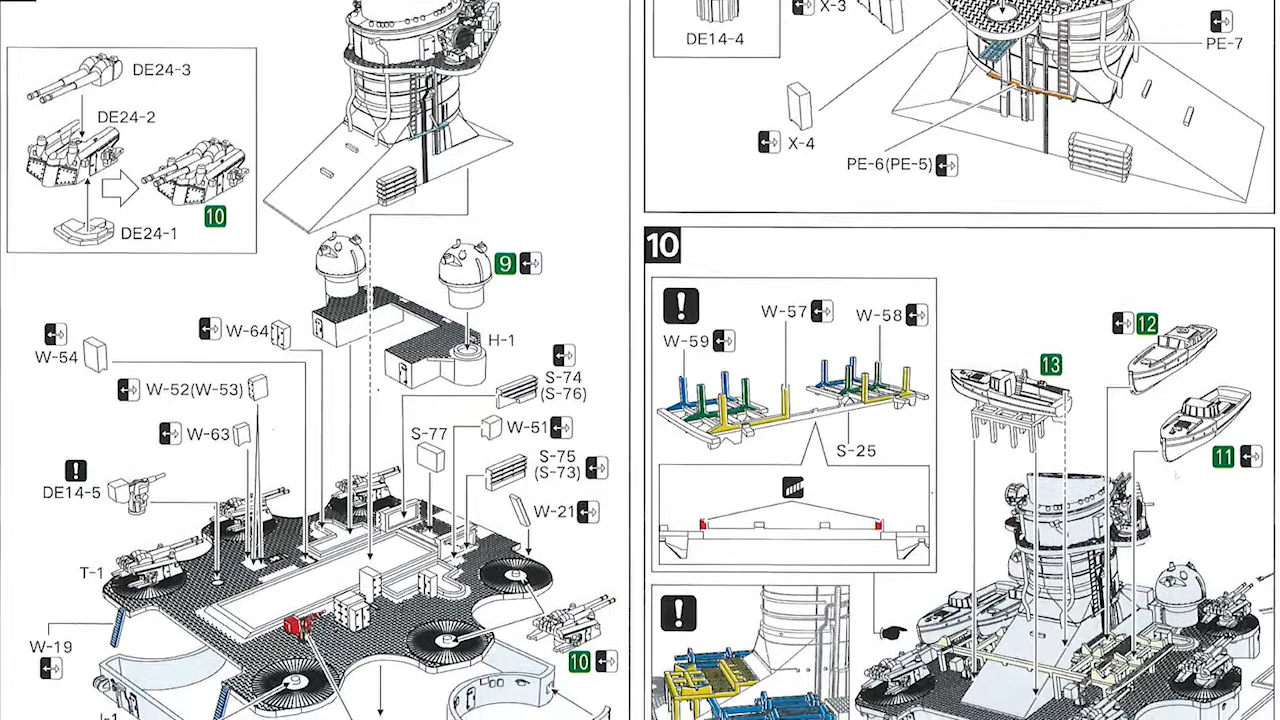 DE24-3
DE24-2
10
DE24-1
9
W-64
H-1
W-54
W-52(W-53)
S-74
(S-76)
W-63
S-77
W-51
S-75
(S-73)
DE14-5
W-21
T-1
W-19
10
DE14-4
X-3
PE-7
X-4
PE-6(PE-5)
10
W-57
W-58
W-59
S-25
12
13
11